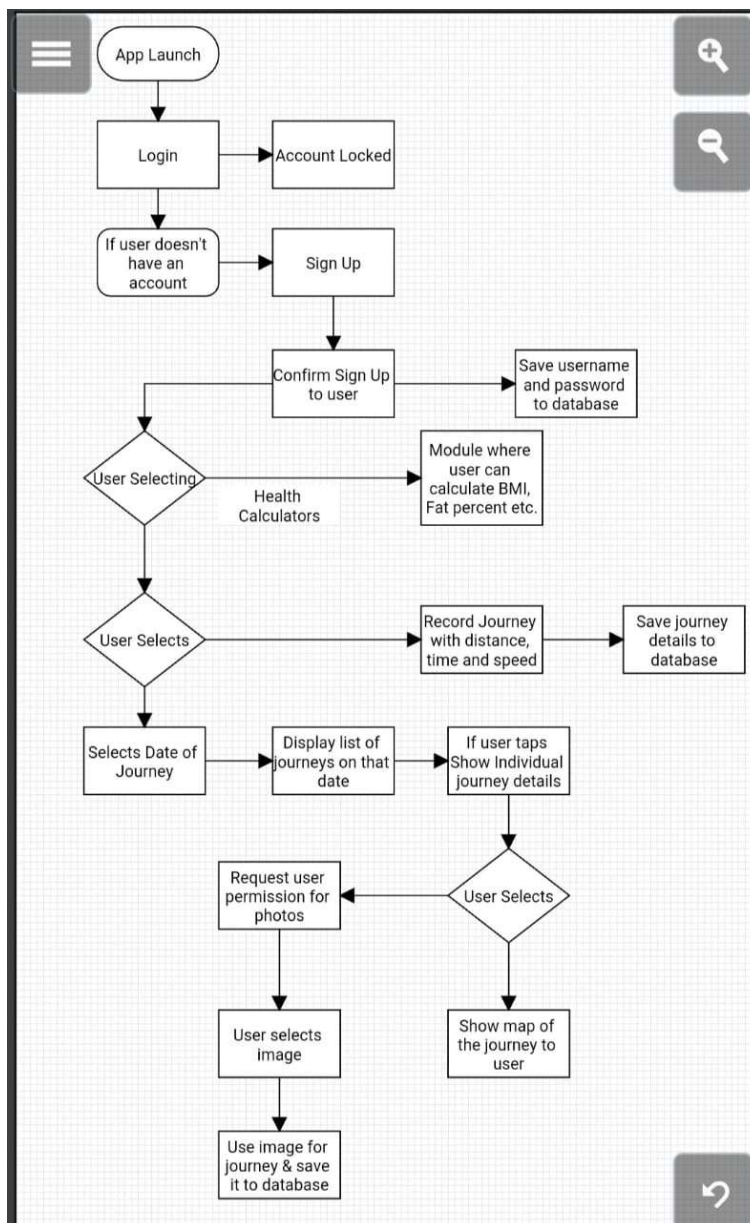 App Launch
Login
Account Locked
If user doesn't
have an
account
Sign Up
Confirm Sign Up
to user
Save username
and password
to database
User Selecting
Health
Calculators
Module where
user can
calculate BMI,
Fat percent etc.
User Selects
Record Journey
with distance,
time and speed
Save journey
details to
database
Selects Date of
Journey
Display list of
journeys on that
date
If user taps
Show Individual
journey details
User Selects
Request user
permission for
photos
User selects
image
Show map of
the journey to
user
Use image for
journey & save
it to database